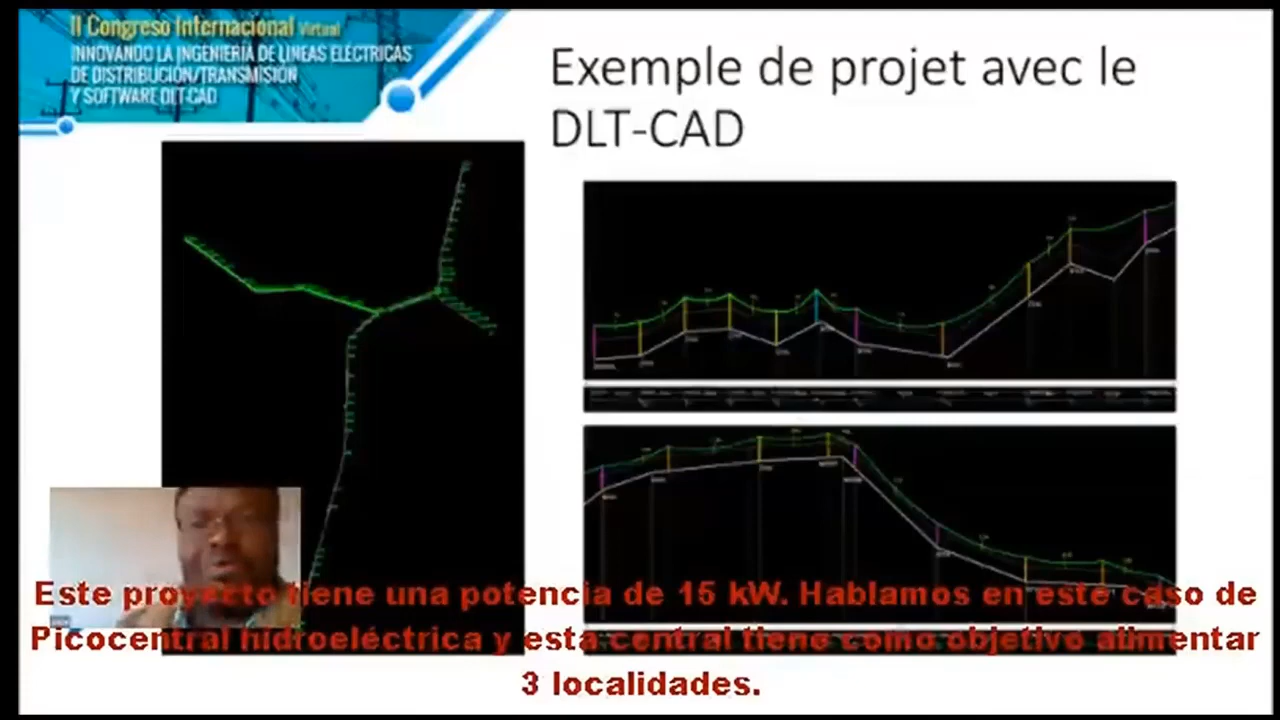 II Congreso Internacional Virtual
INNOVANDO LA INGENIERÍA DE LÍNEAS ELÉCTRICAS
DE DISTRIBUCIÓN/TRANSMISIÓN
Y SOFTWARE DLT-CAD
Exemple de projet avec le
DLT-CAD
Este proyecto tiene una potencia de 15 kW. Hablamos en este caso de
Picocentral hidroeléctrica y esta central tiene como objetivo alimentar
3 localidades.